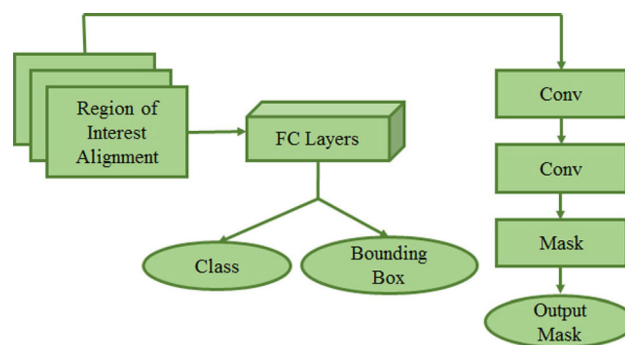 Region of
Interest
Alignment
FC Layers
Class
Bounding
Box
Conv
Conv
Mask
Output
Mask